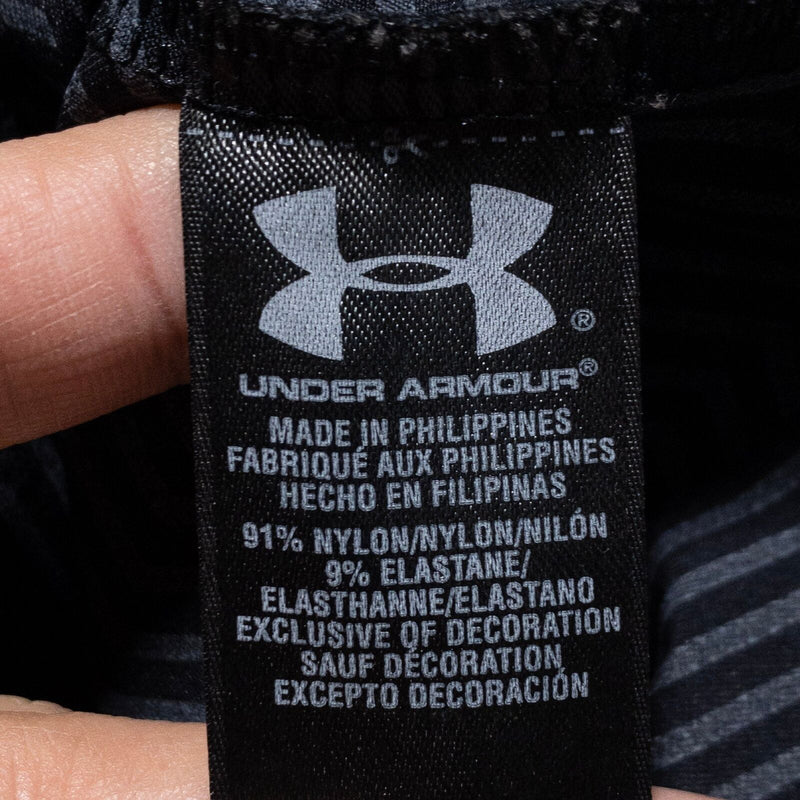 ®
UNDER ARMOUR®
MADE IN PHILIPPINES
FABRIQUÉ AUX PHILIPPINES
HECHO EN FILIPINAS
91% NYLON/NYLON/NILÓN
9% ELASTANE/
ELASTHANNE/ELASTANO
EXCLUSIVE OF DECORATION
SAUF DÉCORATION
EXCEPTO DECORACIÓN